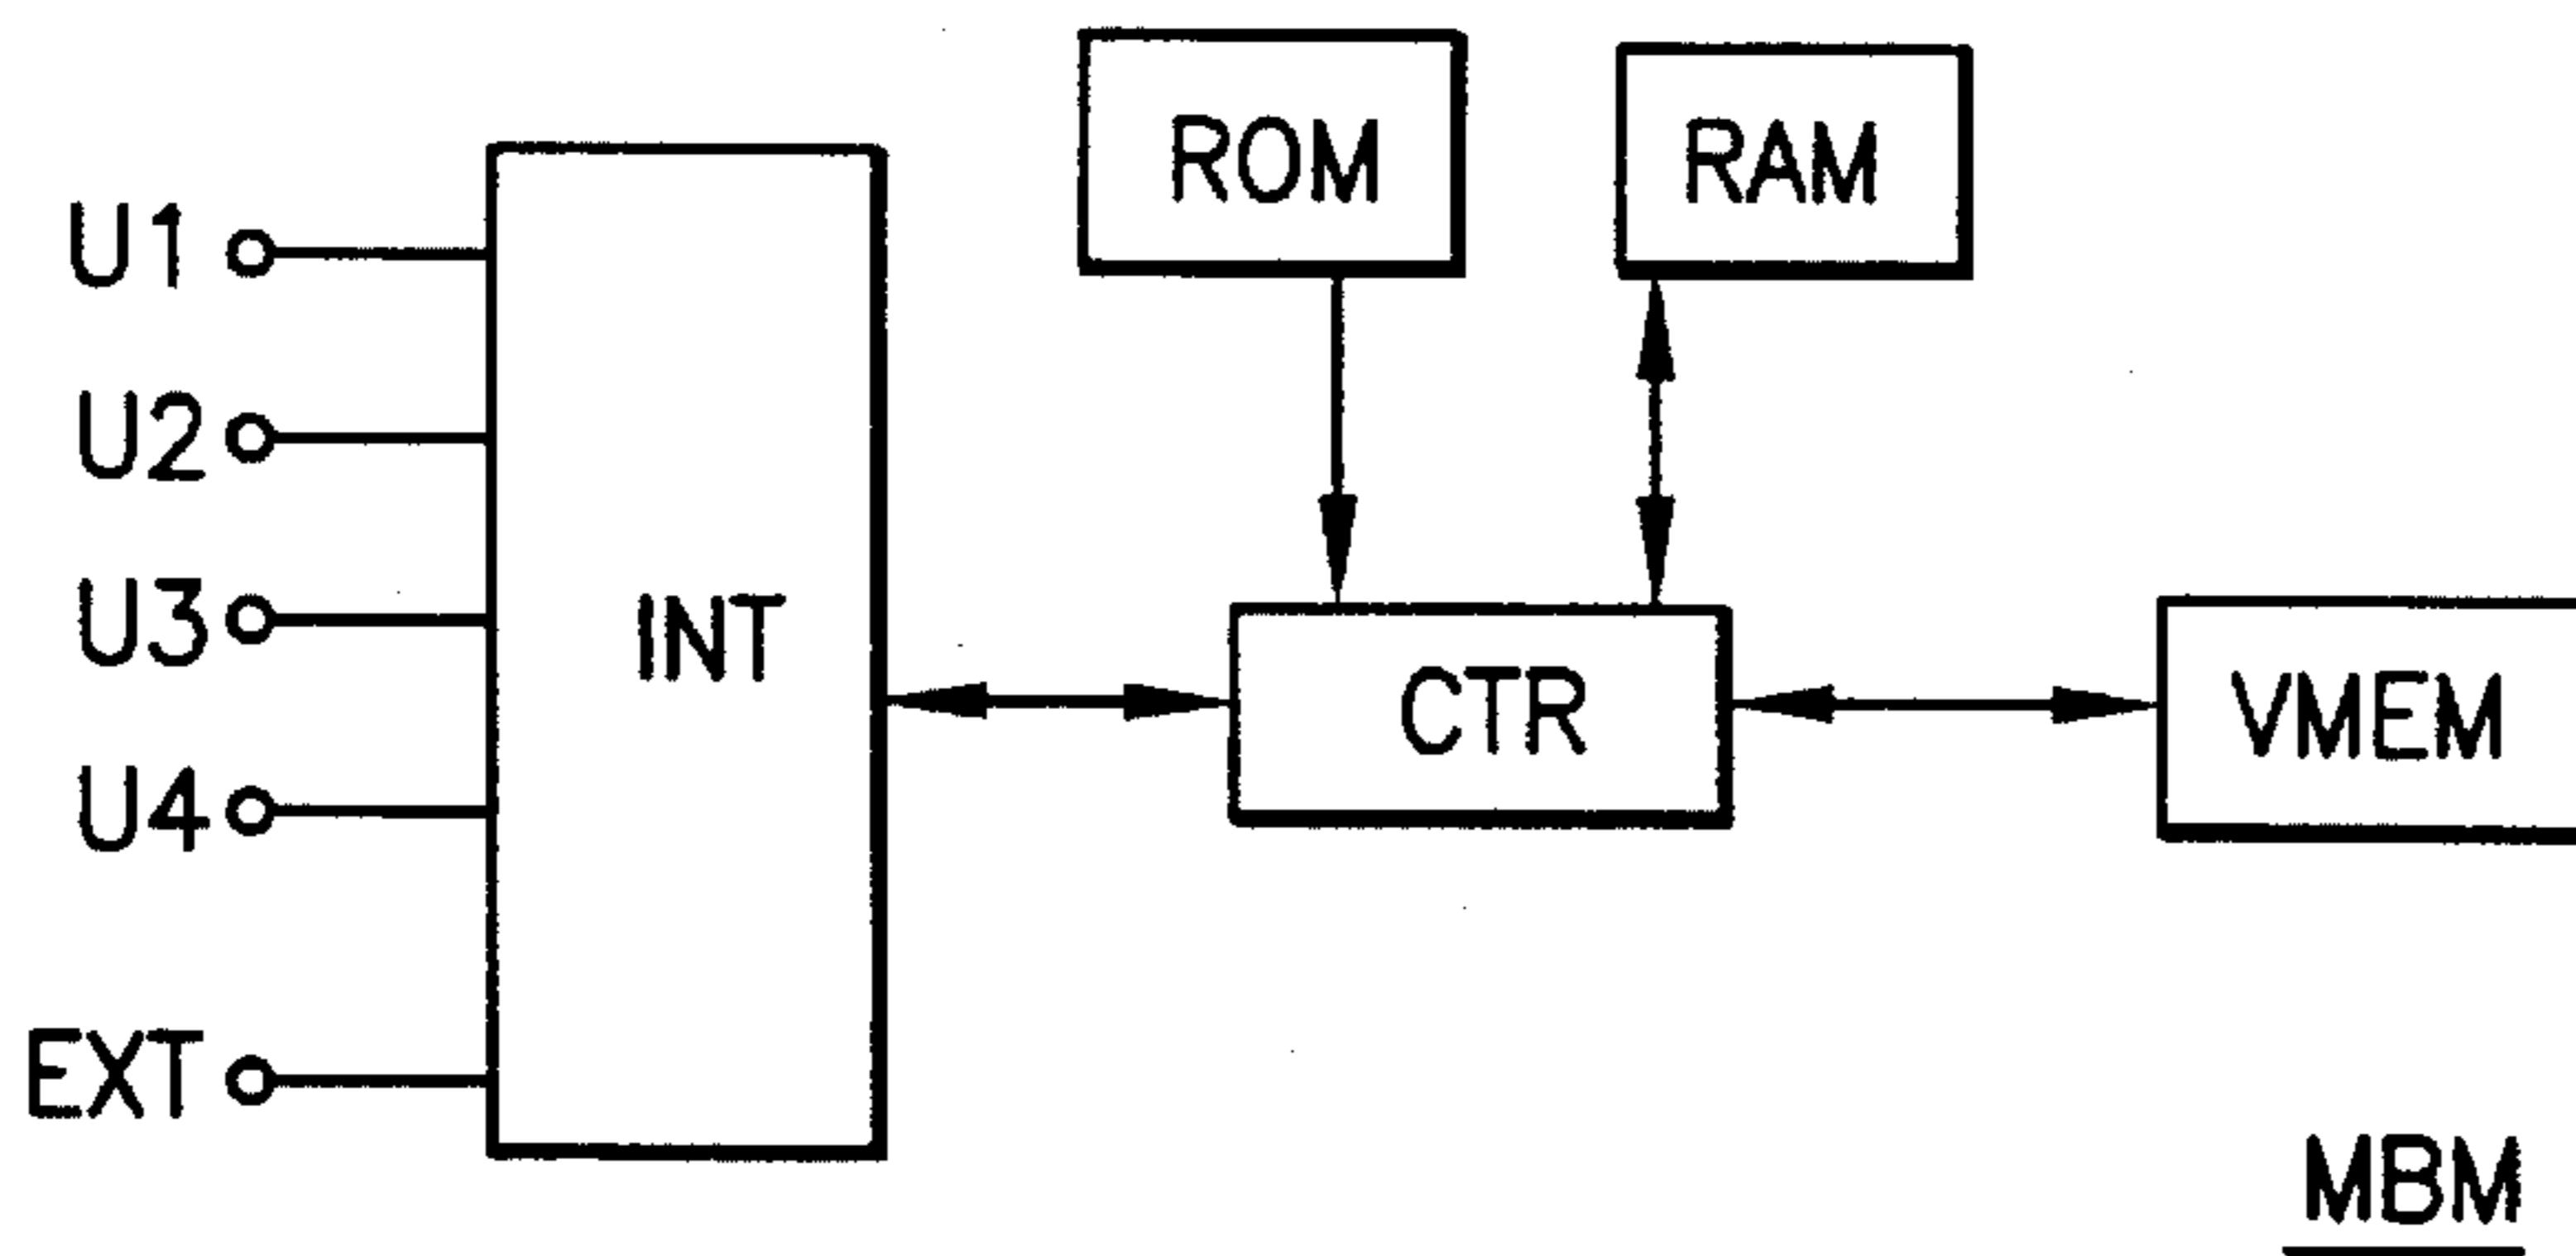 ROM
RAM
U1
U2
U3
INT
CTR
VMEM
U4
EXT
MBM